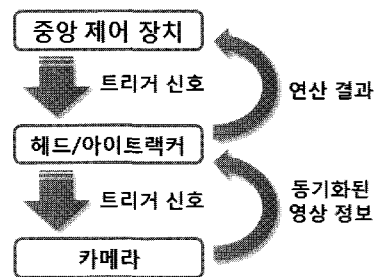 중앙 제어 장치
트리거 신호
연산 결과
헤드/아이트랙커
트리거 신호
동기화된
영상 정보
카메라